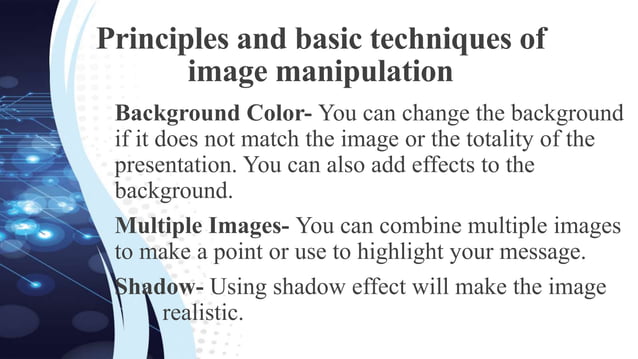 Principles and basic techniques of
image manipulation
Background Color- You can change the background
if it does not match the image or the totality of the
presentation. You can also add effects to the
background.
Multiple Images- You can combine multiple images
to make a point or use to highlight your message.
Shadow- Using shadow effect will make the image
realistic.